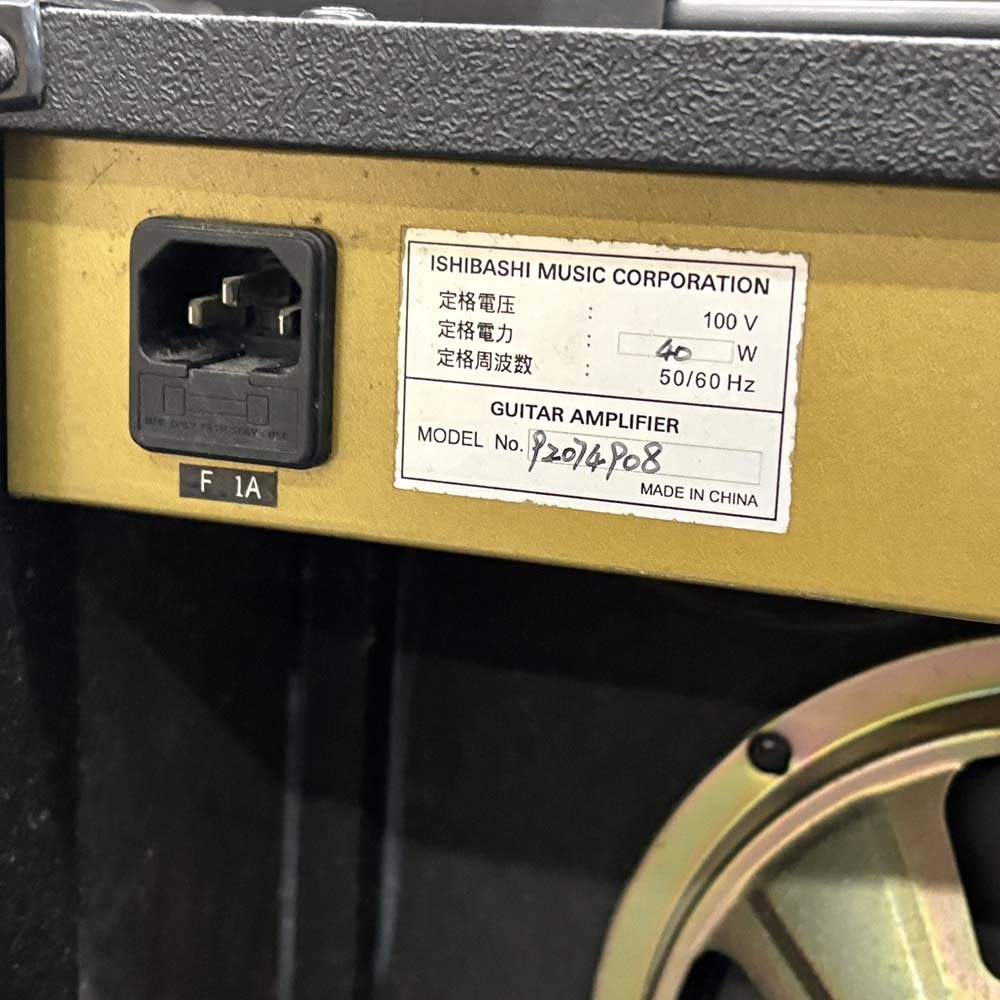 ISHIBASHI MUSIC CORPORATION
定格電圧 : 100 V
定格電力 : 40 W
定格周波数 : 50/60 Hz
GUITAR AMPLIFIER
MODEL No. P2074P08
MADE IN CHINA
F 1A